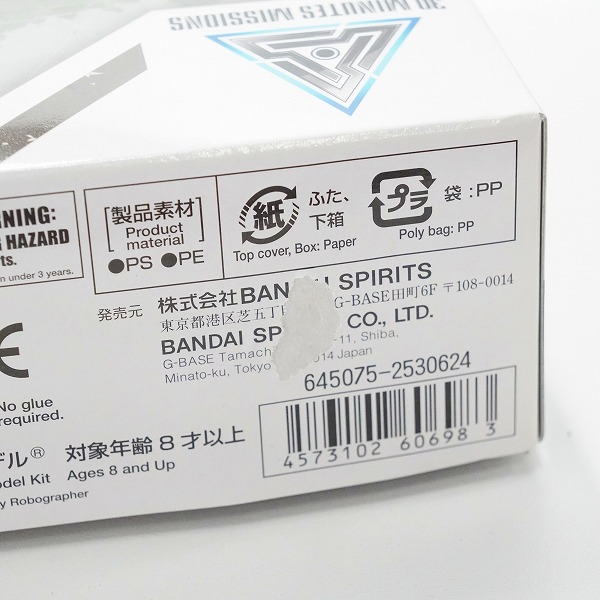 30 MINUTES MISSIONS
RNING:
HAZARD
ts.
n under 3 years.
[製品素材]
Product
material
●PS ●PE
紙
ふた、
下箱
Top cover, Box: Paper
プラ
袋：PP
Poly bag: PP
発売元
株式会社BAN SPIRITS
東京都港区芝五丁 G-BASE田町6F 〒108-0014
BANDAI SP CO., LTD.
G-BASE Tamach -11, Shiba,
Minato-ku, Tokyo 014 Japan
CE
No glue
required.
645075-2530624
デル® 対象年齢 8才以上
odel Kit Ages 8 and Up
y Robographer
4573102 606983